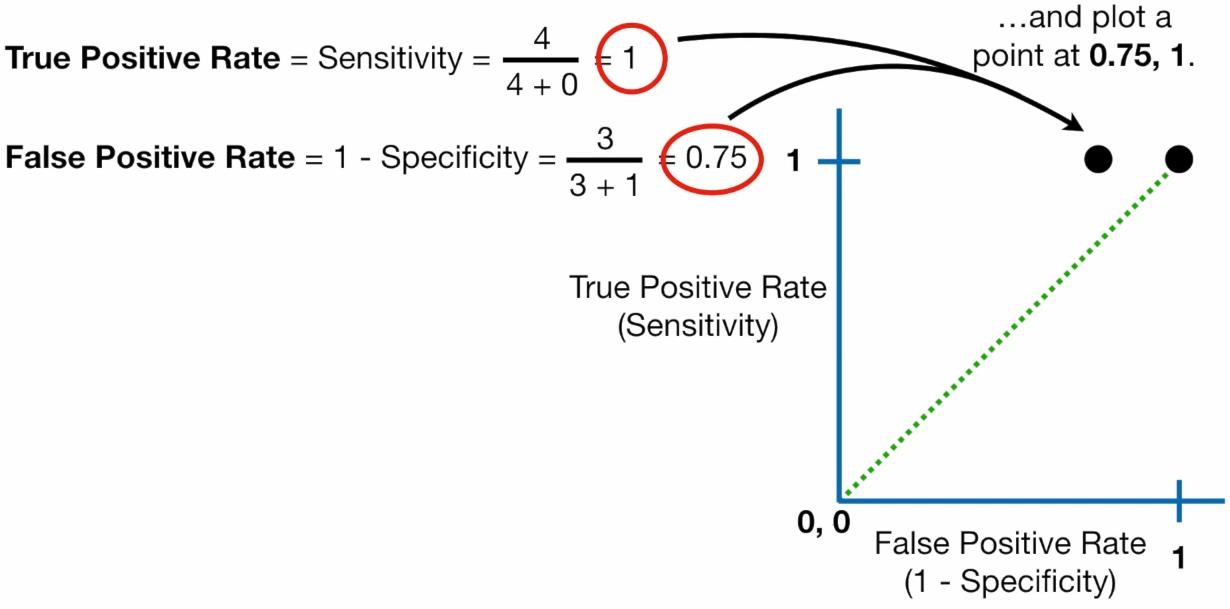 True Positive Rate = Sensitivity = 4 / 4 + 0 = 1
…and plot a
point at 0.75, 1.
False Positive Rate = 1 - Specificity = 3 / 3 + 1 = 0.75
1
True Positive Rate
(Sensitivity)
0, 0
False Positive Rate
(1 - Specificity)
1